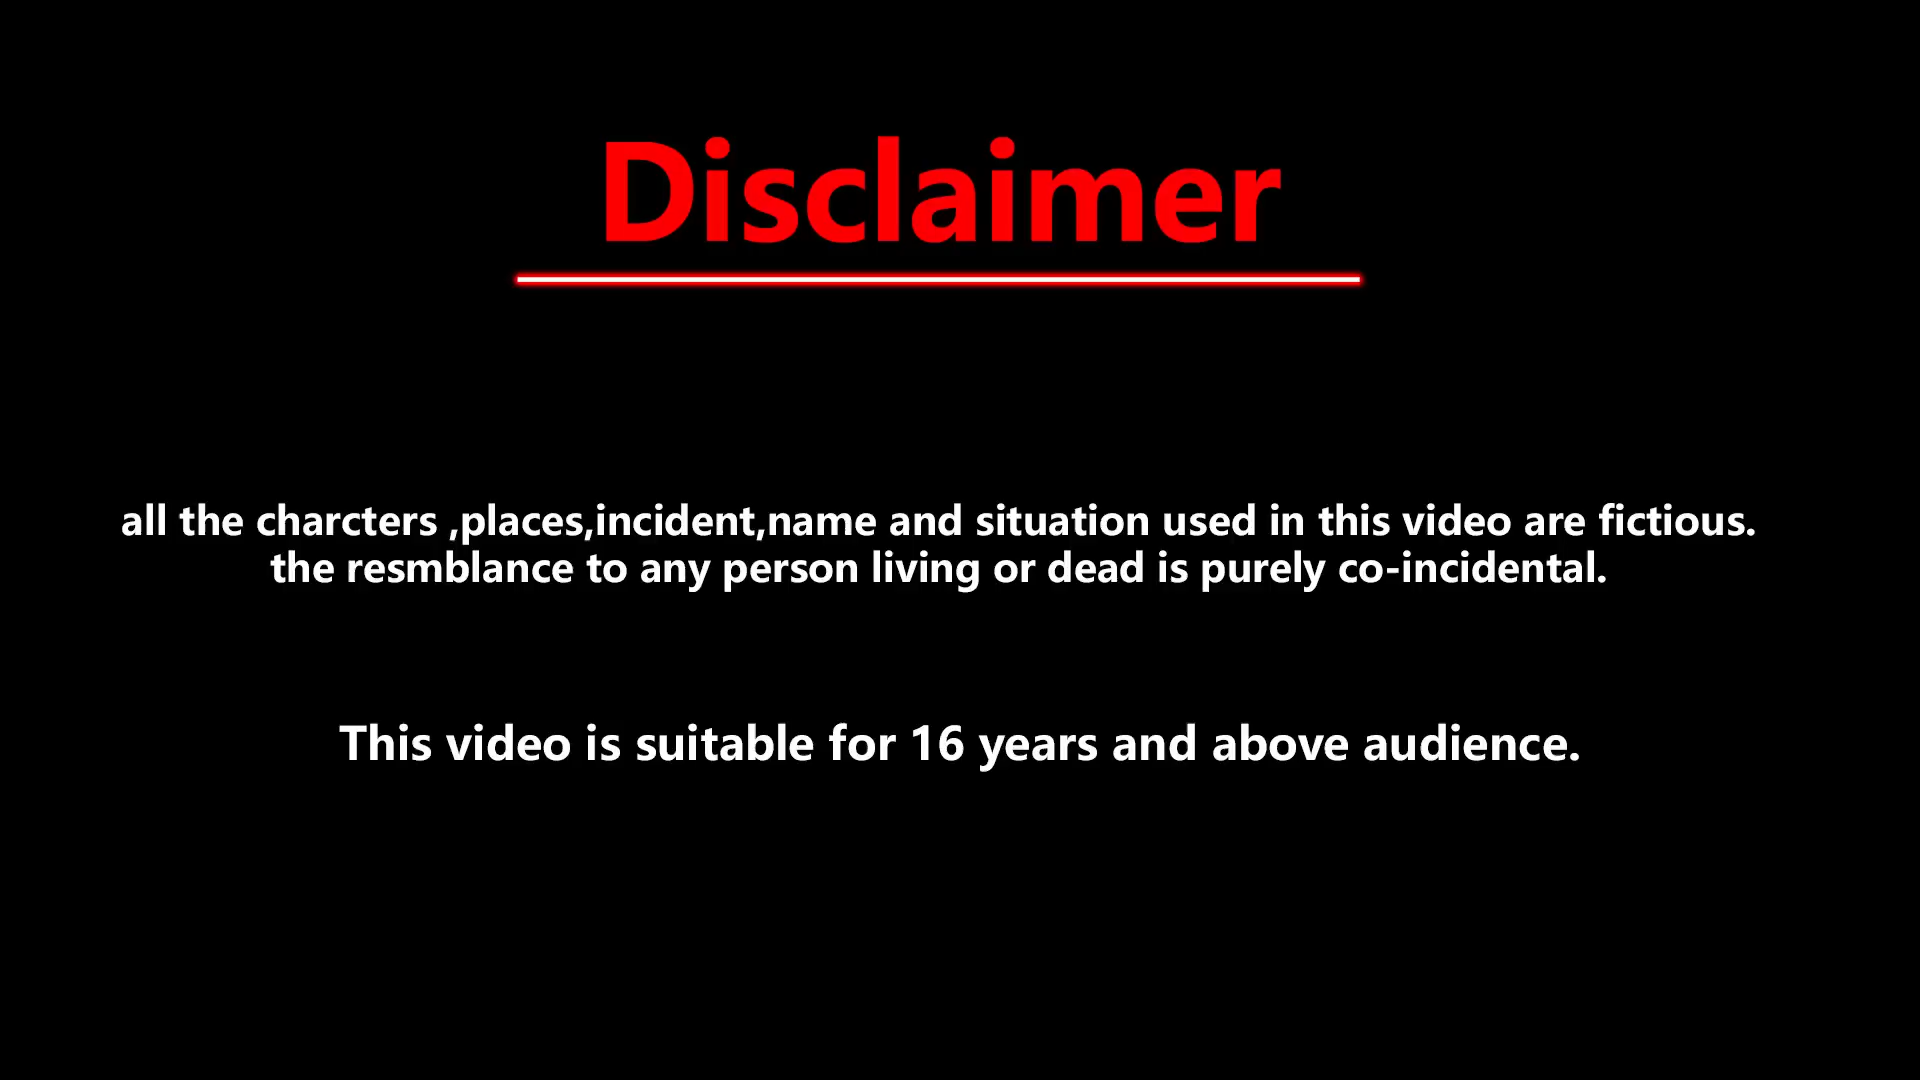 Disclaimer
all the charcters ,places,incident,name and situation used in this video are fictious.
the resmblance to any person living or dead is purely co-incidental.
This video is suitable for 16 years and above audience.